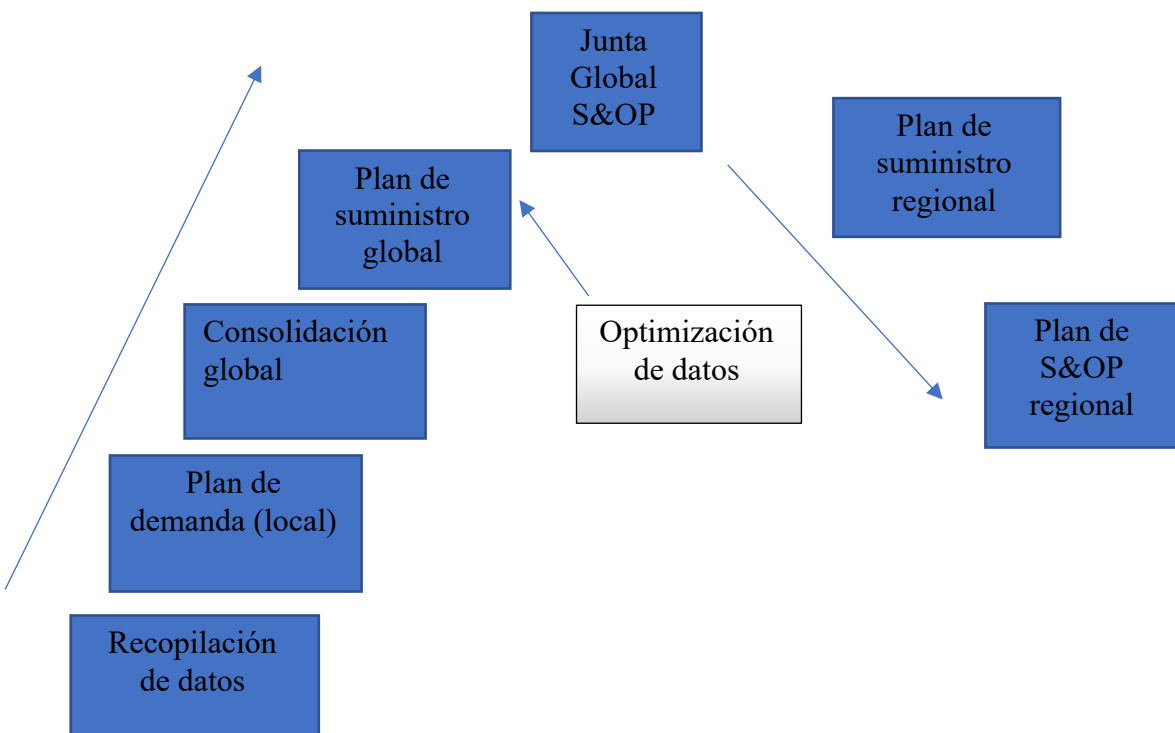 Junta
Global
S&OP
Plan de
suministro
regional
Plan de
suministro
global
Consolidación
global
Optimización
de datos
Plan de
S&OP
regional
Plan de
demanda (local)
Recopilación
de datos